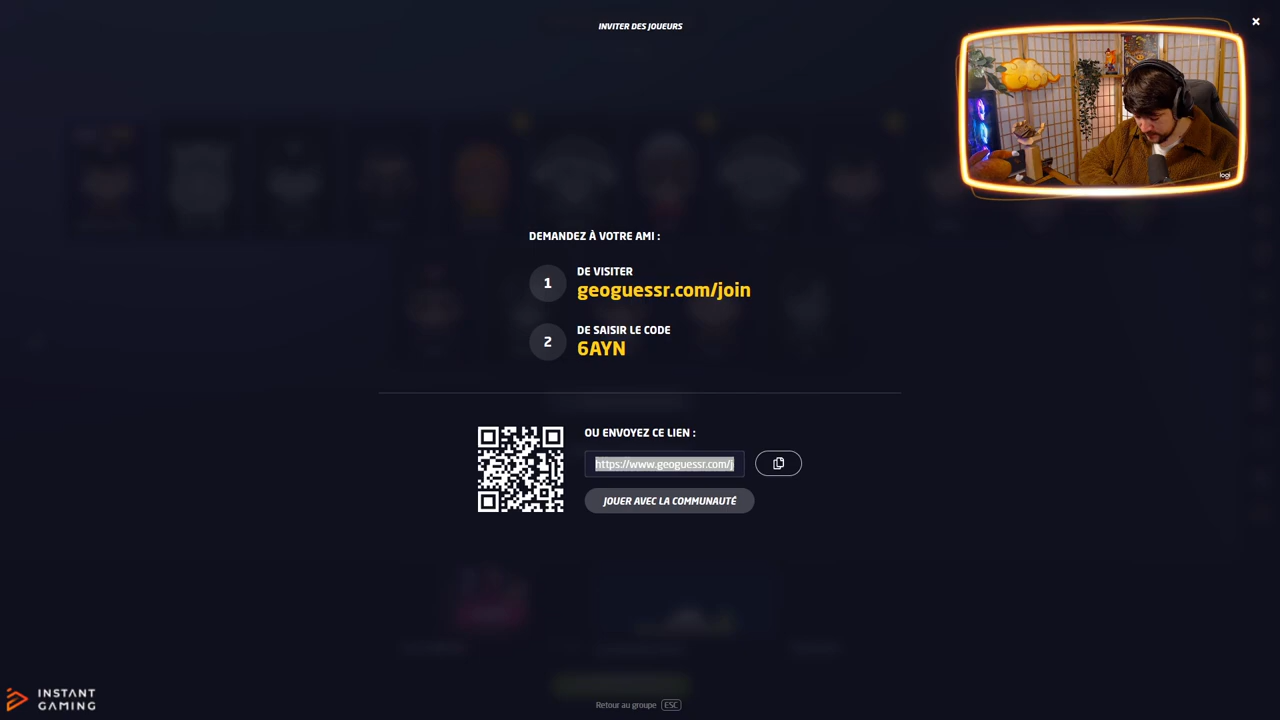 INVITER DES JOUEURS
DEMANDEZ À VOTRE AMI :
1
DE VISITER
geoguessr.com/join
2
DE SAISIR LE CODE
6AYN
OU ENVOYEZ CE LIEN :
https://www.geoguessr.com/j
JOUER AVEC LA COMMUNAUTÉ
Retour au groupe ESC
INSTANT
GAMING
logi